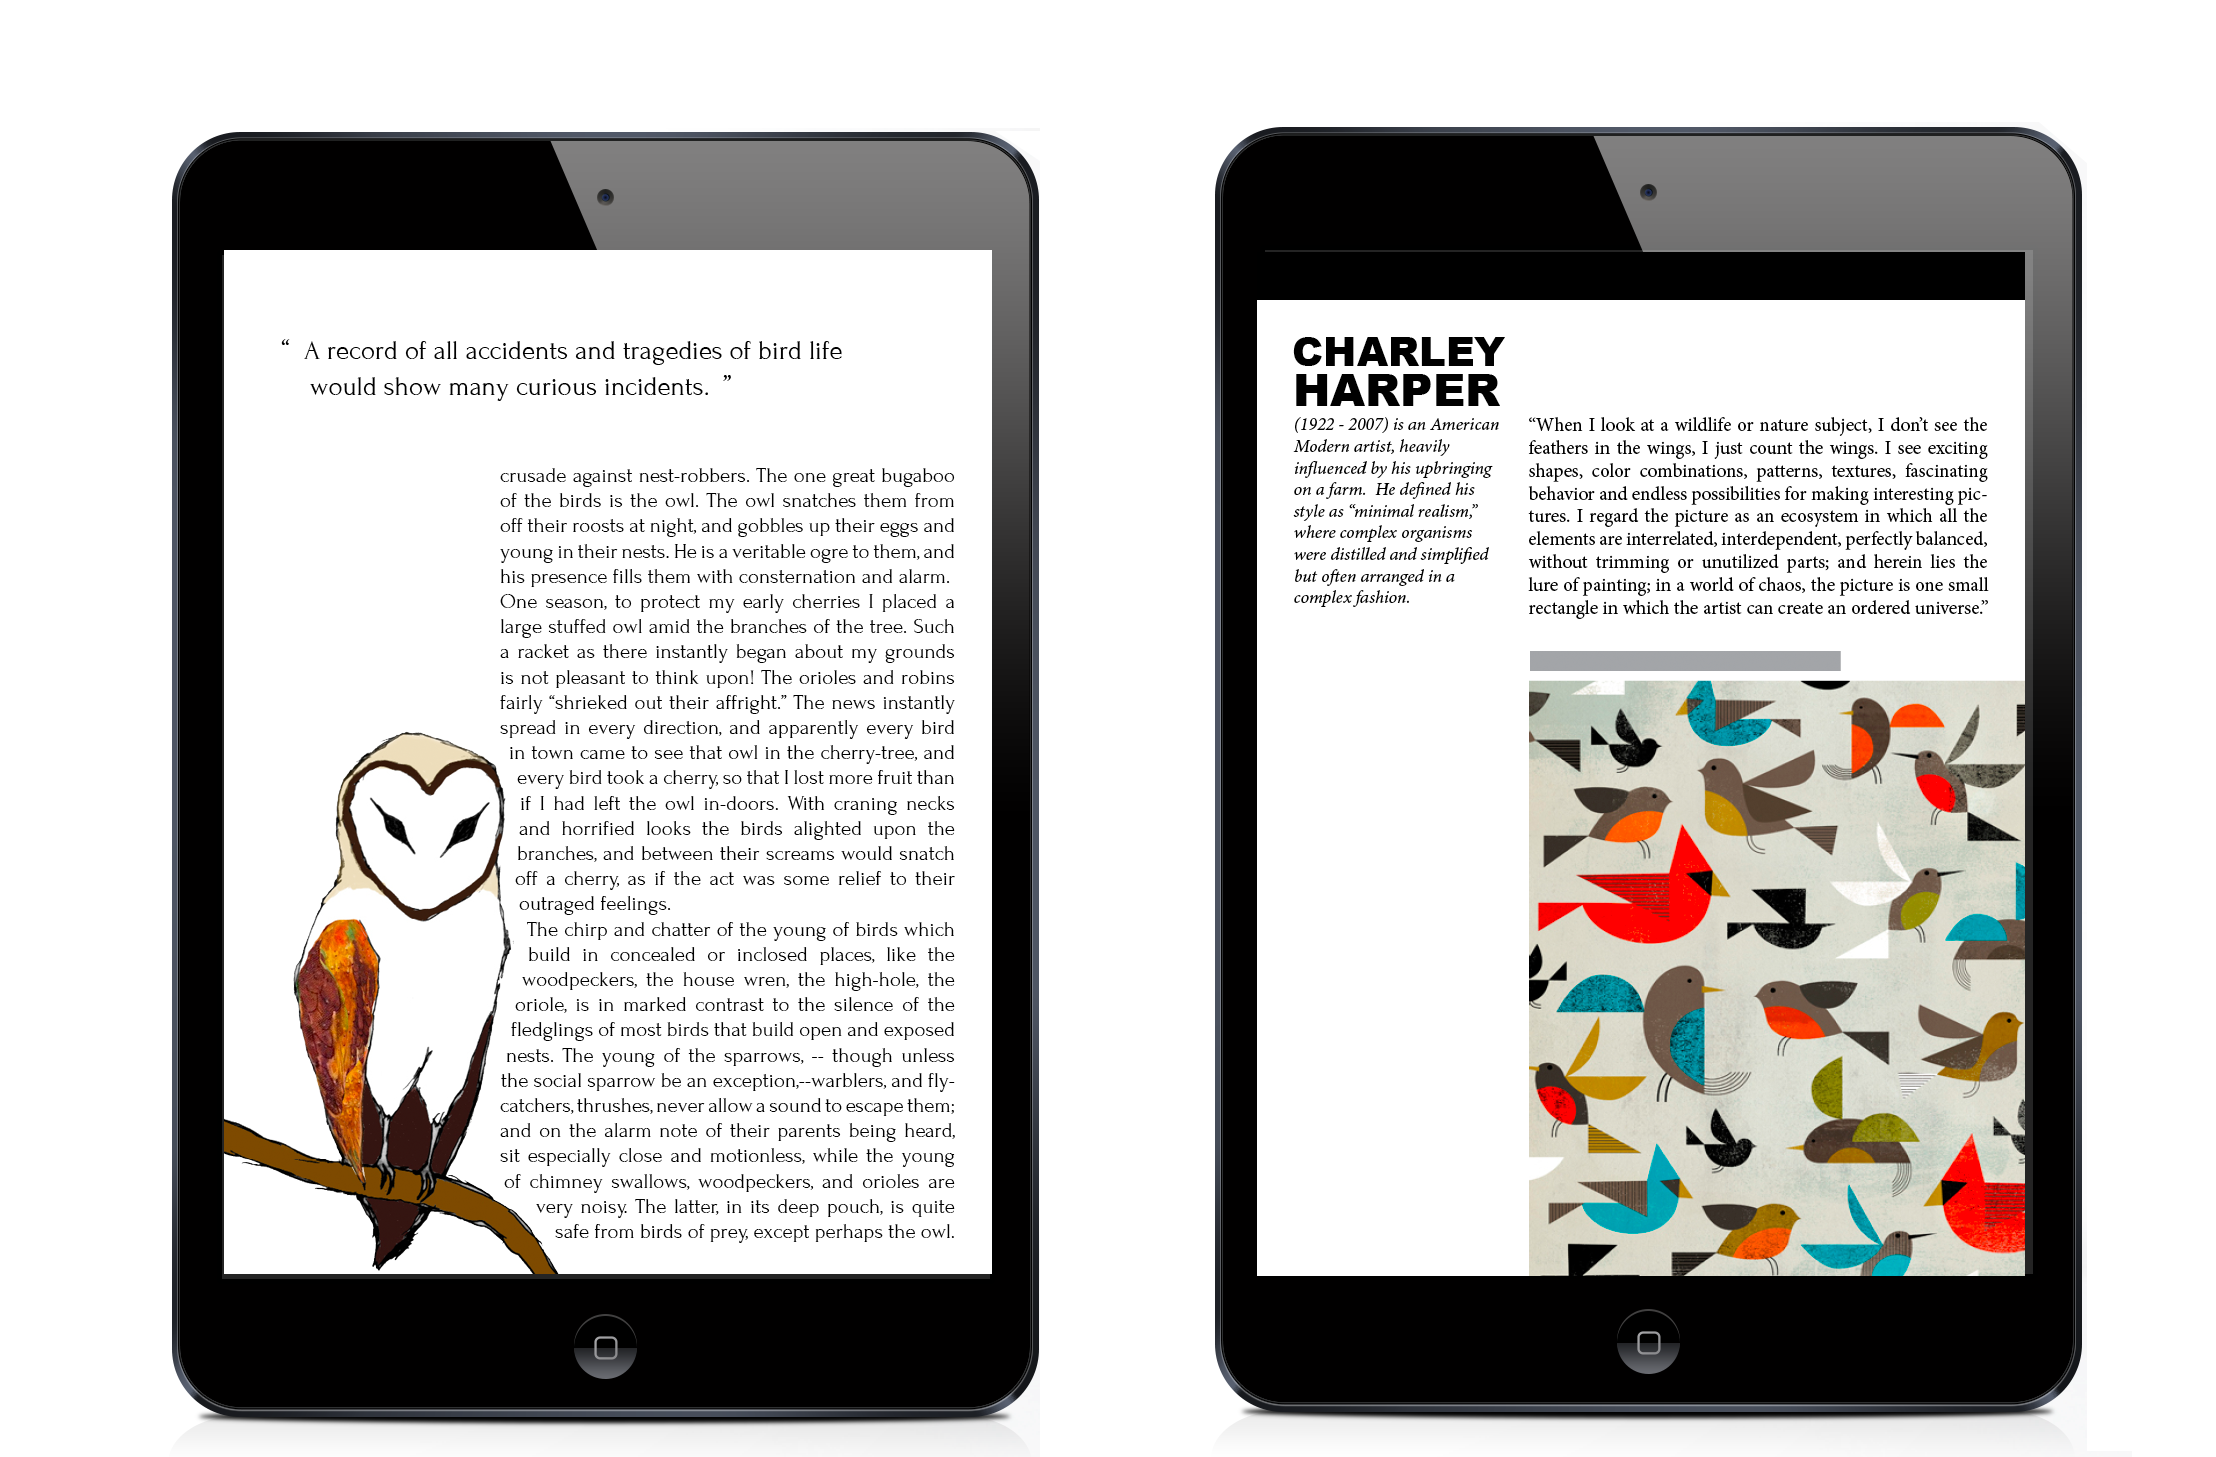 “ A record of all accidents and tragedies of bird life
would show many curious incidents. ”
crusade against nest-robbers. The one great bugaboo
of the birds is the owl. The owl snatches them from
off their roosts at night, and gobbles up their eggs and
young in their nests. He is a veritable ogre to them, and
his presence fills them with consternation and alarm.
One season, to protect my early cherries I placed a
large stuffed owl amid the branches of the tree. Such
a racket as there instantly began about my grounds
is not pleasant to think upon! The orioles and robins
fairly “shrieked out their affright.” The news instantly
spread in every direction, and apparently every bird
in town came to see that owl in the cherry-tree, and
every bird took a cherry, so that I lost more fruit than
if I had left the owl in-doors. With craning necks
and horrified looks the birds alighted upon the
branches, and between their screams would snatch
off a cherry, as if the act was some relief to their
outraged feelings.
The chirp and chatter of the young of birds which
build in concealed or inclosed places, like the
woodpeckers, the house wren, the high-hole, the
oriole, is in marked contrast to the silence of the
fledglings of most birds that build open and exposed
nests. The young of the sparrows, -- though unless
the social sparrow be an exception,--warblers, and fly-
catchers, thrushes, never allow a sound to escape them;
and on the alarm note of their parents being heard,
sit especially close and motionless, while the young
of chimney swallows, woodpeckers, and orioles are
very noisy. The latter, in its deep pouch, is quite
safe from birds of prey, except perhaps the owl.
CHARLEY
HARPER
(1922 - 2007) is an American
Modern artist, heavily
influenced by his upbringing
on a farm. He defined his
style as “minimal realism,”
where complex organisms
were distilled and simplified
but often arranged in a
complex fashion.
“When I look at a wildlife or nature subject, I don’t see the
feathers in the wings, I just count the wings. I see exciting
shapes, color combinations, patterns, textures, fascinating
behavior and endless possibilities for making interesting pic-
tures. I regard the picture as an ecosystem in which all the
elements are interrelated, interdependent, perfectly balanced,
without trimming or unutilized parts; and herein lies the
lure of painting; in a world of chaos, the picture is one small
rectangle in which the artist can create an ordered universe.”